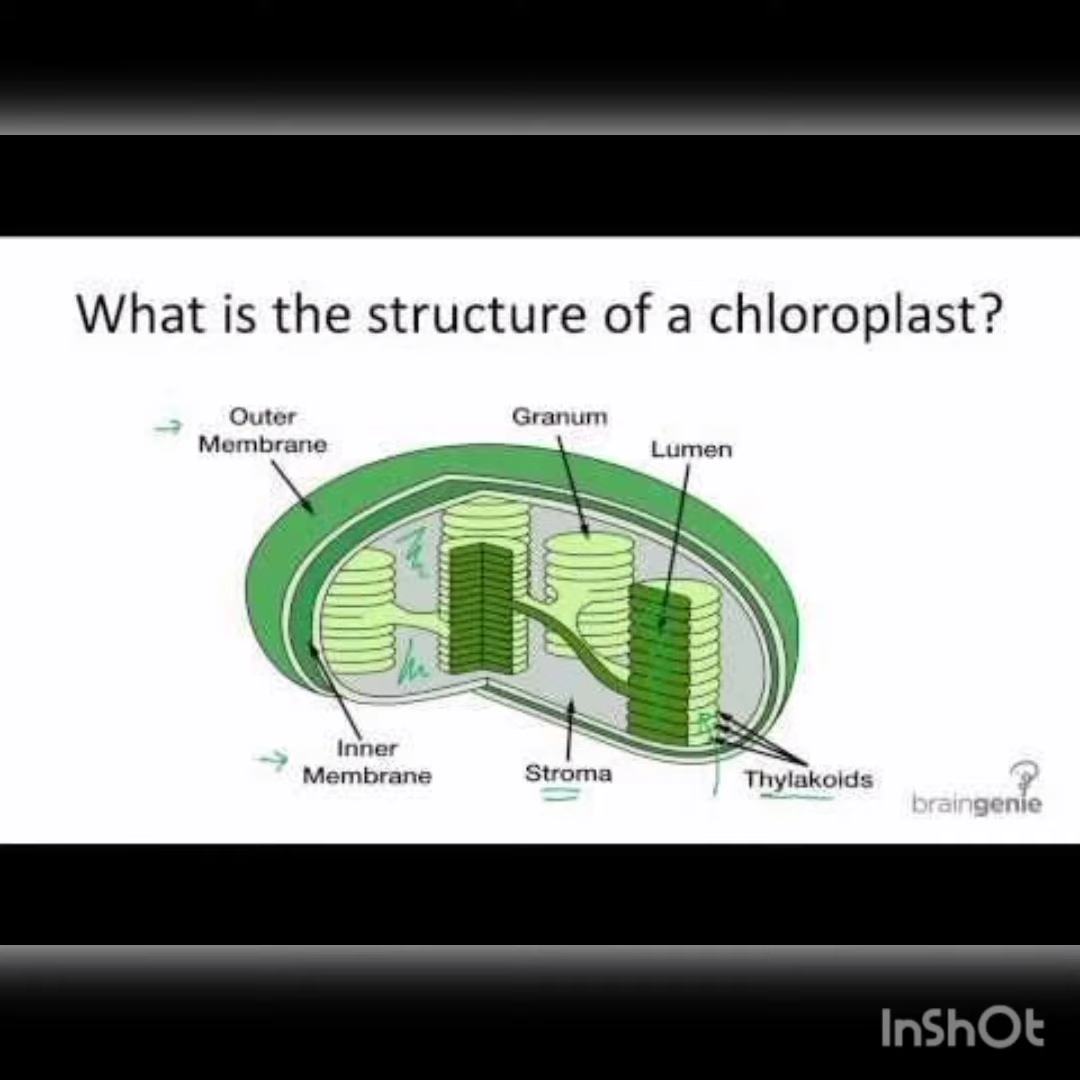 What is the structure of a chloroplast?
Outer
Membrane
Granum
Lumen
Inner
Membrane
Stroma
Thylakoids
braingenie
InShOt